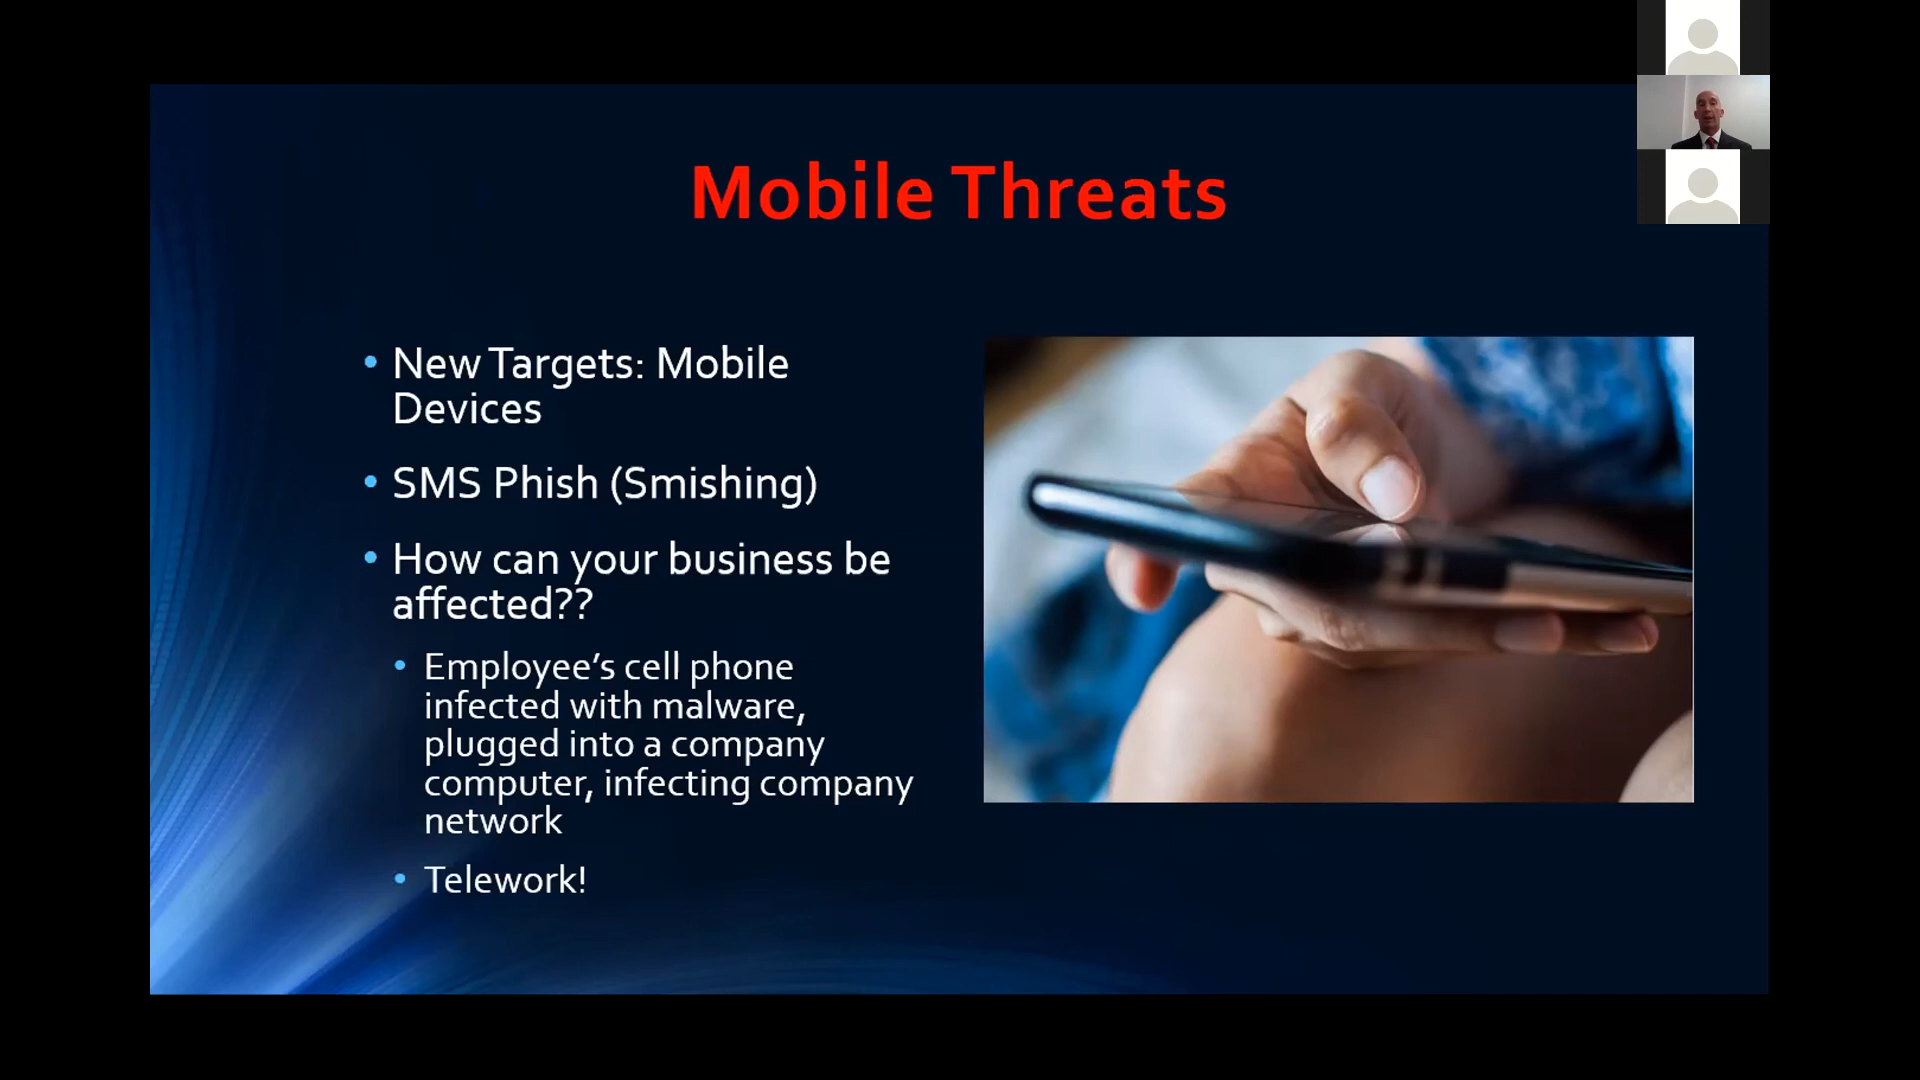 Mobile Threats
• New Targets: Mobile
Devices
• SMS Phish (Smishing)
• How can your business be
affected??
• Employee’s cell phone
infected with malware,
plugged into a company
computer, infecting company
network
• Telework!